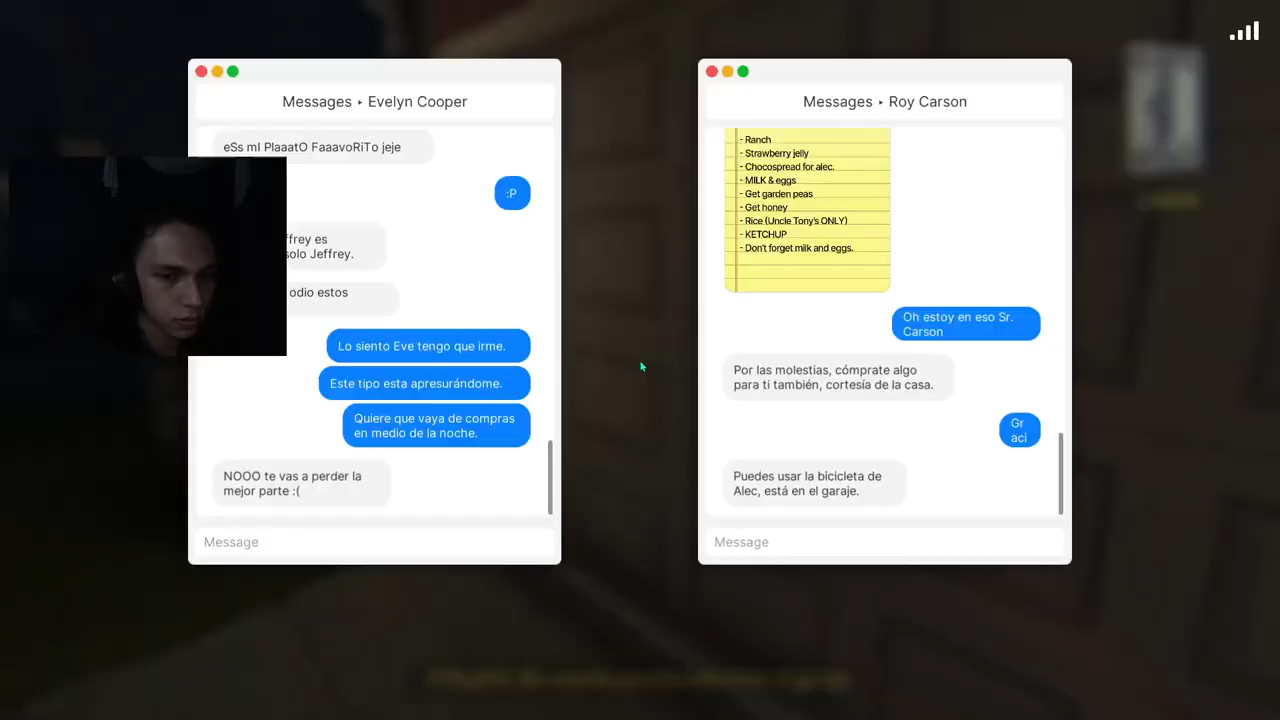 Messages ▸ Evelyn Cooper
eSs mI PlaaatO FaaavoRiTo jeje
:P
ffrey es
solo Jeffrey.
odio estos
Lo siento Eve tengo que irme.
Este tipo esta apresurándome.
Quiere que vaya de compras
en medio de la noche.
NOOO te vas a perder la
mejor parte :(
Message
Messages ▸ Roy Carson
- Ranch
- Strawberry jelly
- Chocospread for alec.
- MILK & eggs
- Get garden peas
- Get honey
- Rice (Uncle Tony's ONLY)
- KETCHUP
- Don't forget milk and eggs.
Oh estoy en eso Sr.
Carson
Por las molestias, cómprate algo
para ti también, cortesía de la casa.
Gr
aci
Puedes usar la bicicleta de
Alec, está en el garaje.
Message